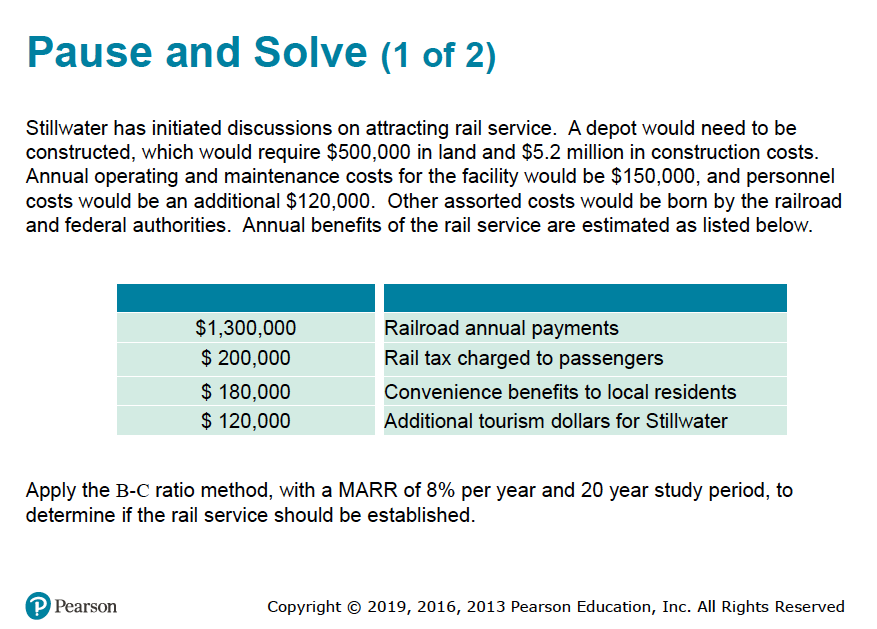 Pause and Solve (1 of 2)
Stillwater has initiated discussions on attracting rail service.  A depot would need to be
constructed, which would require $500,000 in land and $5.2 million in construction costs.
Annual operating and maintenance costs for the facility would be $150,000, and personnel
costs would be an additional $120,000.  Other assorted costs would be born by the railroad
and federal authorities.  Annual benefits of the rail service are estimated as listed below.
$1,300,000 Railroad annual payments
$ 200,000 Rail tax charged to passengers
$ 180,000 Convenience benefits to local residents
$ 120,000 Additional tourism dollars for Stillwater
Apply the B-C ratio method, with a MARR of 8% per year and 20 year study period, to
determine if the rail service should be established.
Pearson
Copyright © 2019, 2016, 2013 Pearson Education, Inc. All Rights Reserved